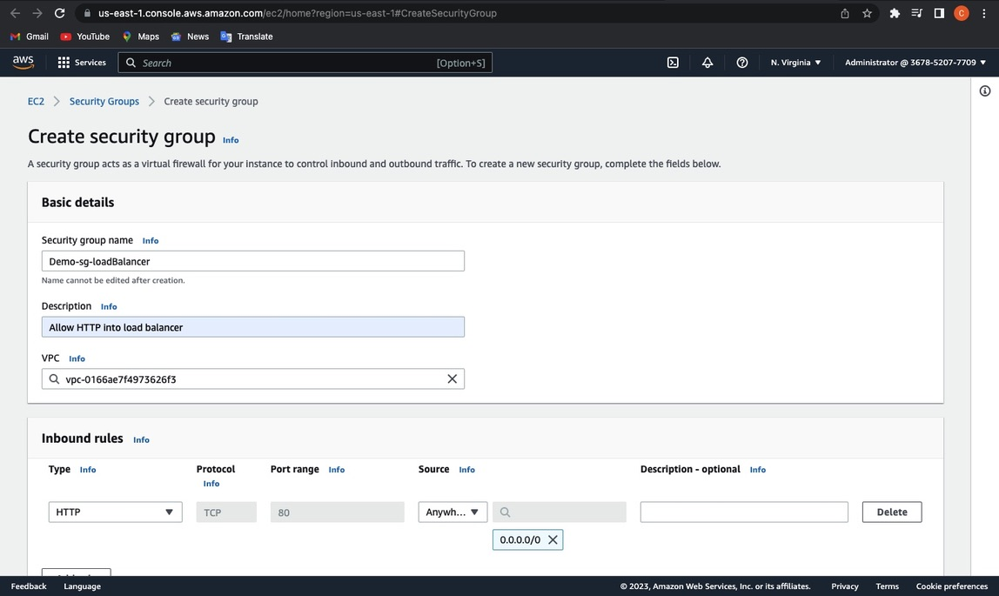 us-east-1.console.aws.amazon.com/ec2/home?region=us-east-1#CreateSecurityGroup
C
Gmail YouTube Maps News Translate
aws Services Search [Option+S] N. Virginia Administrator @ 3678-5207-7709
EC2 Security Groups Create security group
Create security group Info
A security group acts as a virtual firewall for your instance to control inbound and outbound traffic. To create a new security group, complete the fields below.
Basic details
Security group name Info
Demo-sg-loadBalancer
Name cannot be edited after creation.
Description Info
Allow HTTP into load balancer
VPC Info
vpc-0166ae7f4973626f3
Inbound rules Info
Type Info Protocol Info Port range Info Source Info Description - optional Info
HTTP TCP 80 Anywh... Delete
0.0.0.0/0
Feedback Language © 2023, Amazon Web Services, Inc. or its affiliates. Privacy Terms Cookie preferences